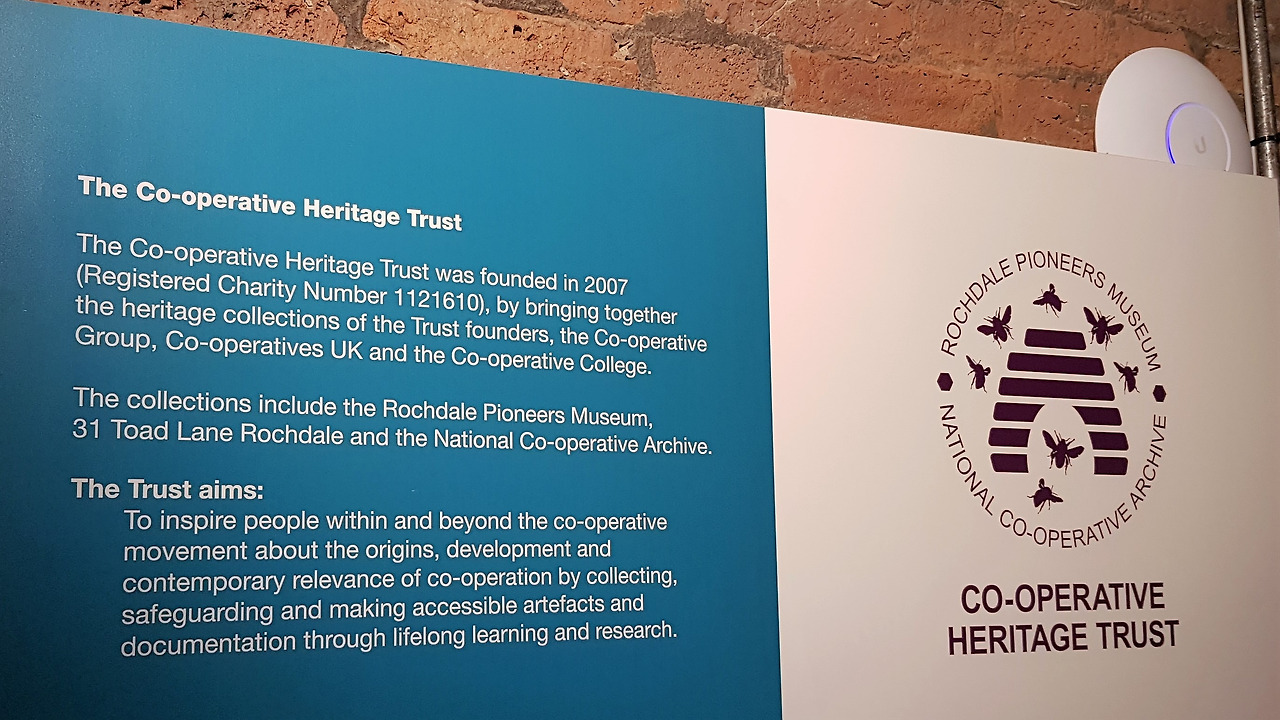 The Co-operative Heritage Trust
The Co-operative Heritage Trust was founded in 2007
(Registered Charity Number 1121610), by bringing together
the heritage collections of the Trust founders, the Co-operative
Group, Co-operatives UK and the Co-operative College.
The collections include the Rochdale Pioneers Museum,
31 Toad Lane Rochdale and the National Co-operative Archive.
The Trust aims:
To inspire people within and beyond the co-operative
movement about the origins, development and
contemporary relevance of co-operation by collecting,
safeguarding and making accessible artefacts and
documentation through lifelong learning and research.
ROCHDALE PIONEERS MUSEUM
NATIONAL CO-OPERATIVE ARCHIVE
CO-OPERATIVE
HERITAGE TRUST